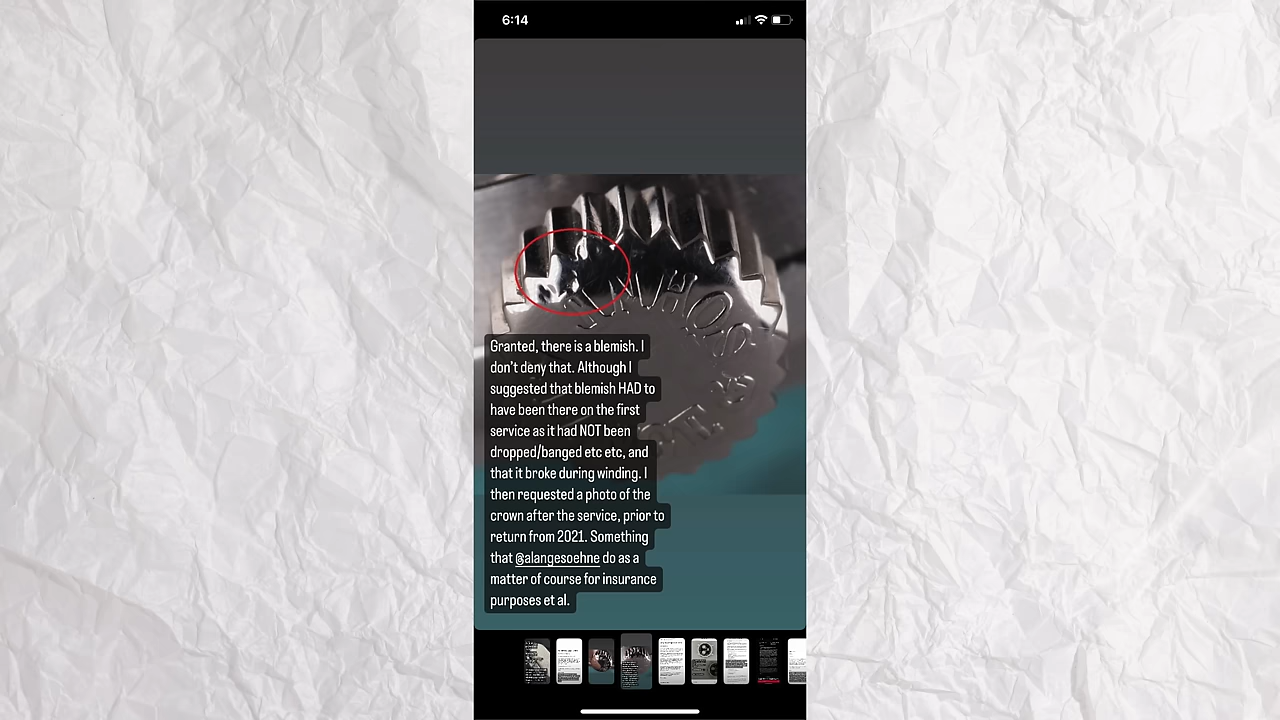 6:14
SOHN
Granted, there is a blemish. I
don't deny that. Although I
suggested that blemish HAD to
have been there on the first
service as it had NOT been
dropped/banged etc etc, and
that it broke during winding. I
then requested a photo of the
crown after the service, prior to
return from 2021. Something
that @alangesoehne do as a
matter of course for insurance
purposes et al.